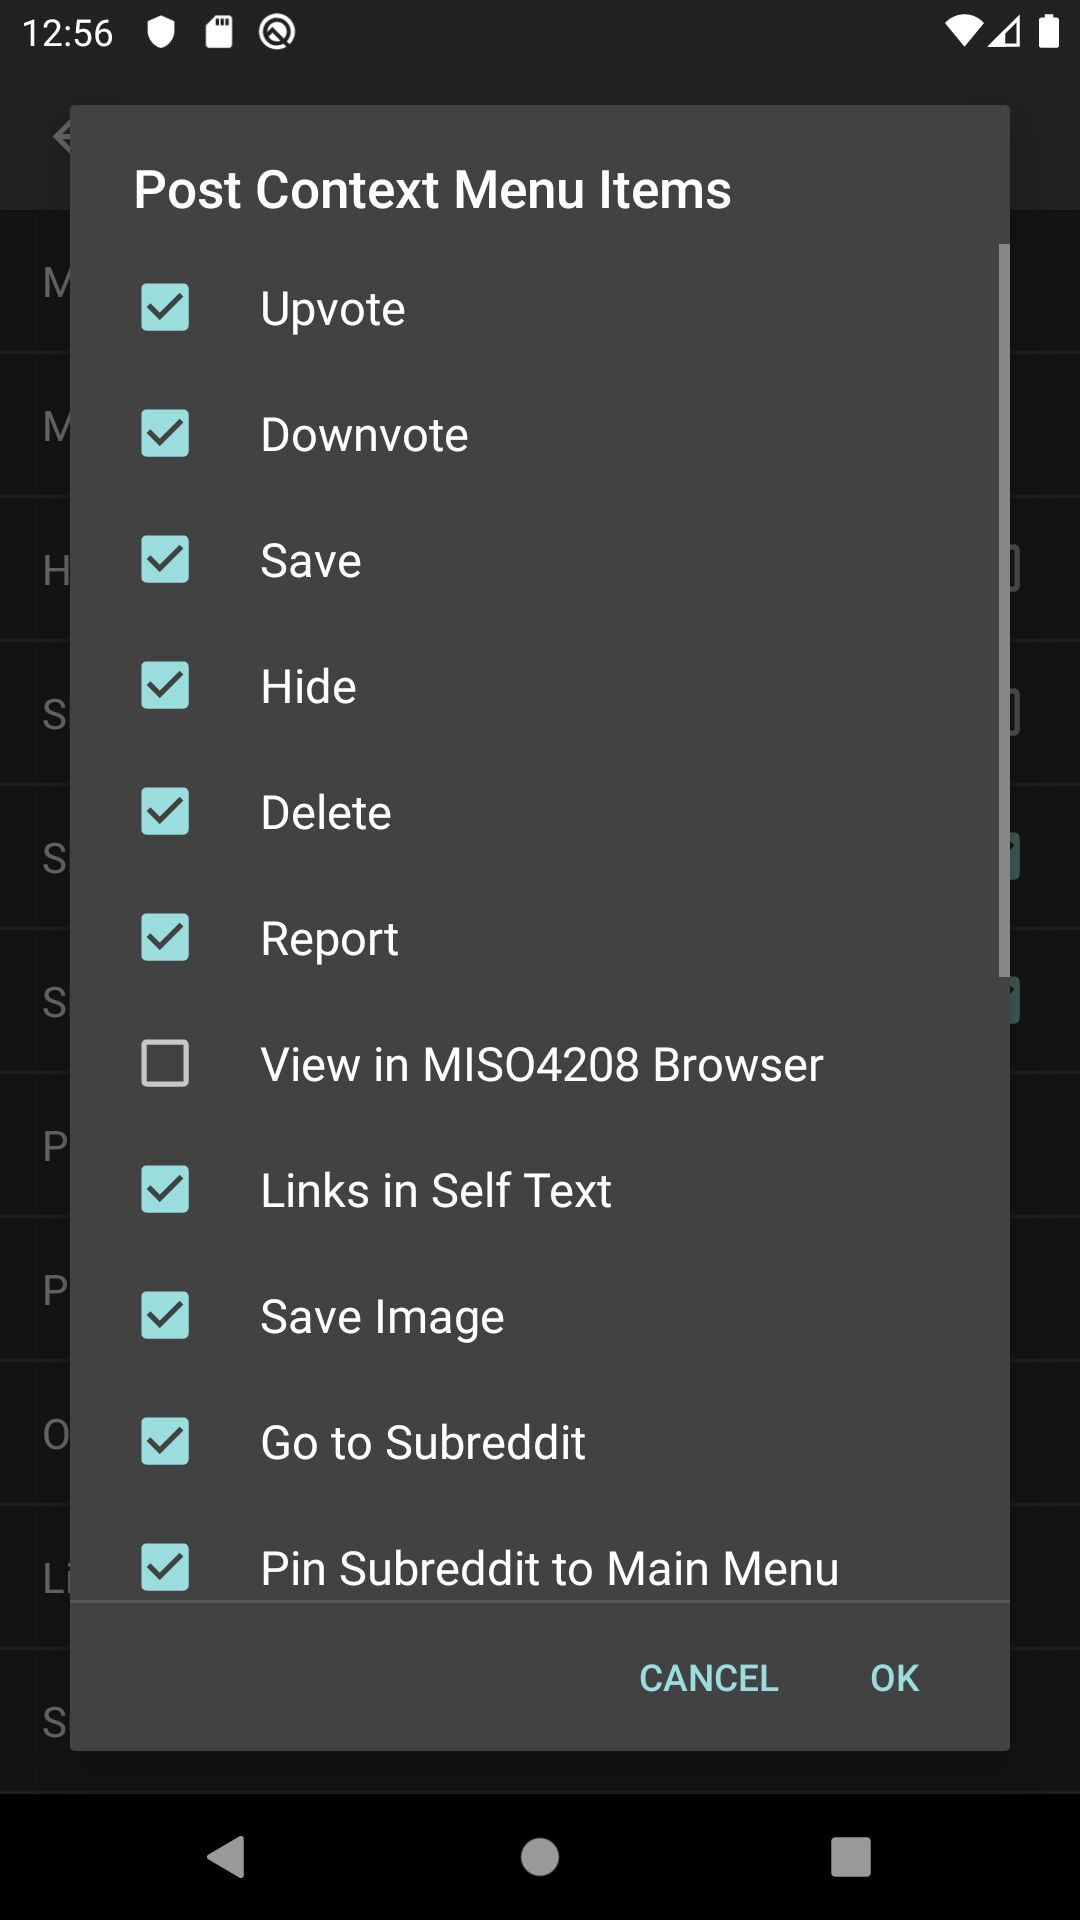 12:56
Post Context Menu Items
Upvote
Downvote
Save
Hide
Delete
Report
View in MISO4208 Browser
Links in Self Text
Save Image
Go to Subreddit
Pin Subreddit to Main Menu
CANCEL OK